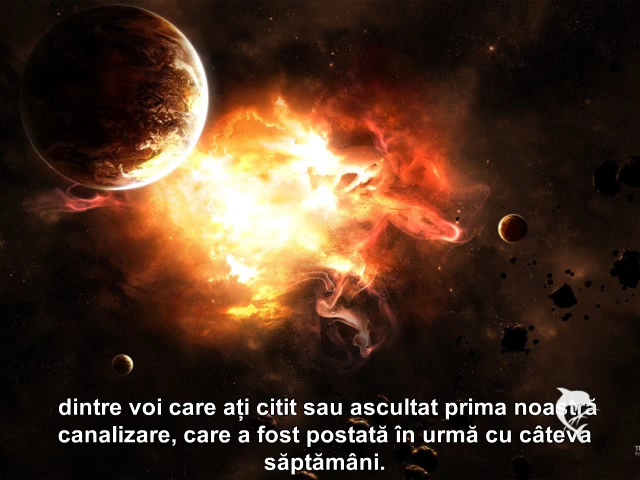 dintre voi care ați citit sau ascultat prima noastră
canalizare, care a fost postată în urmă cu câteva
săptămâni.